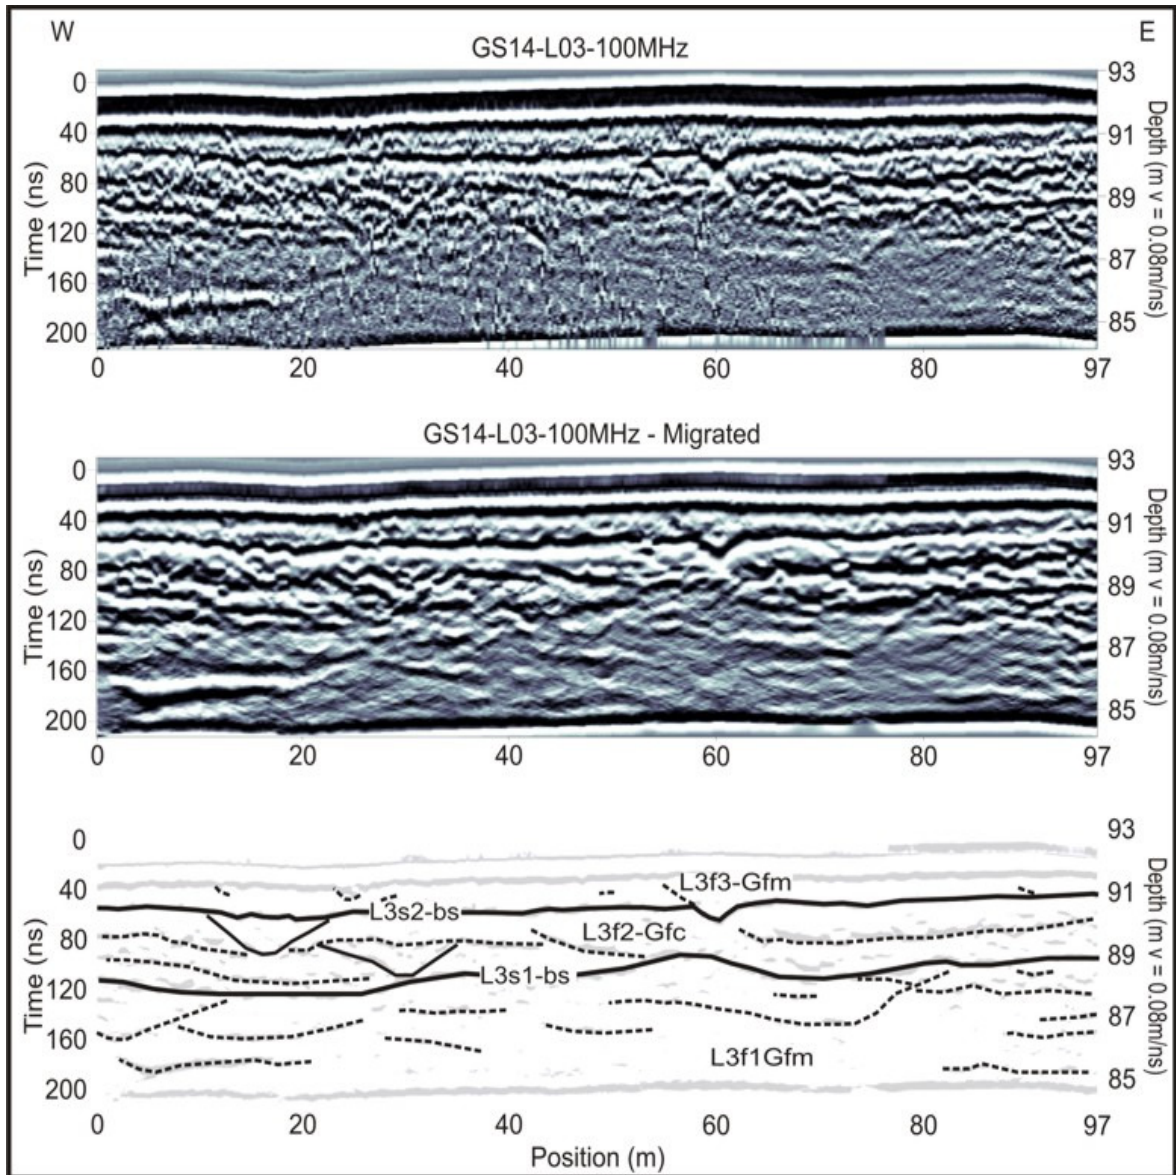 W
E
GS14-L03-100MHz
0
40
80
120
160
200
Time (ns)
93
91
89
87
85
Depth (m v = 0.08m/ns)
0 20 40 60 80 97
GS14-L03-100MHz - Migrated
0
40
80
120
160
200
Time (ns)
93
91
89
87
85
Depth (m v = 0.08m/ns)
0 20 40 60 80 97
0
40
80
120
160
200
Time (ns)
L3f3-Gfm
L3s2-bs
L3f2-Gfc
L3s1-bs
L3f1Gfm
93
91
89
87
85
Depth (m v = 0.08m/ns)
0 20 40 60 80 97
Position (m)